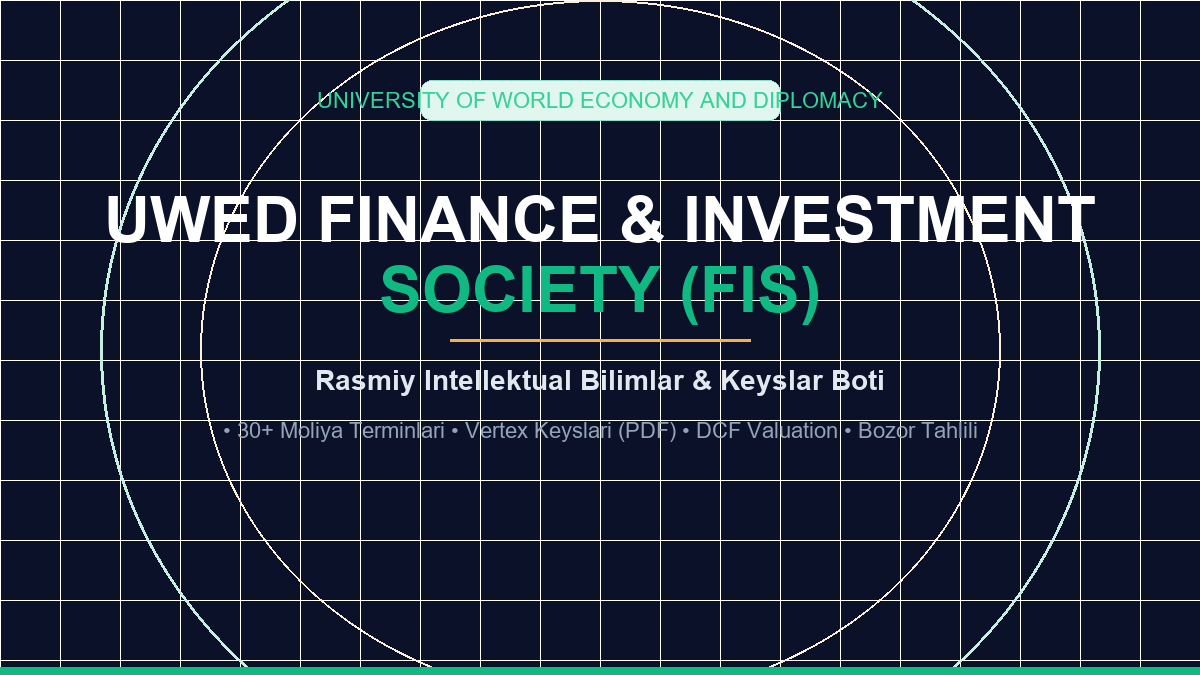 UNIVERSITY OF WORLD ECONOMY AND DIPLOMACY
UWED FINANCE & INVESTMENT
SOCIETY (FIS)
Rasmiy Intellektual Bilimlar & Keyslar Boti
• 30+ Moliya Terminlari • Vertex Keyslari (PDF) • DCF Valuation • Bozor Tahlili